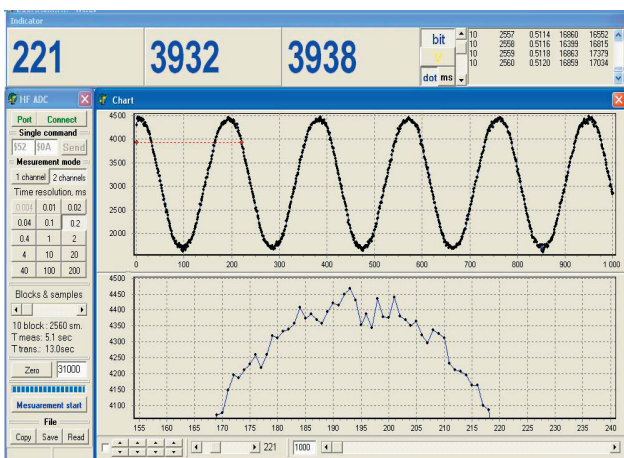 Indicator
221 3932 3938
bit
V
dot ms
10 2557 0.5114 16860 16552
10 2558 0.5116 16399 16815
10 2559 0.5118 16863 17379
10 2560 0.5120 16859 17034
HF ADC
Port Connect
Single command
$52 $0A Send
Mesurement mode
1 channel 2 channels
Time resolution, ms
0.004 0.01 0.02
0.04 0.1 0.2
0.4 1 2
4 10 20
40 100 200
Blocks & samples
10 block : 2560 sm.
T meas: 5.1 sec
T trans.: 13.0sec
Zero 31000
Mesuarement start
File
Copy Save Read
Chart
4500
4000
3500
3000
2500
2000
0 100 200 300 400 500 600 700 800 900 1 000
4500
4450
4400
4350
4300
4250
4200
4150
4100
155 160 165 170 175 180 185 190 195 200 205 210 215 220 225 230 235 240
221 1000